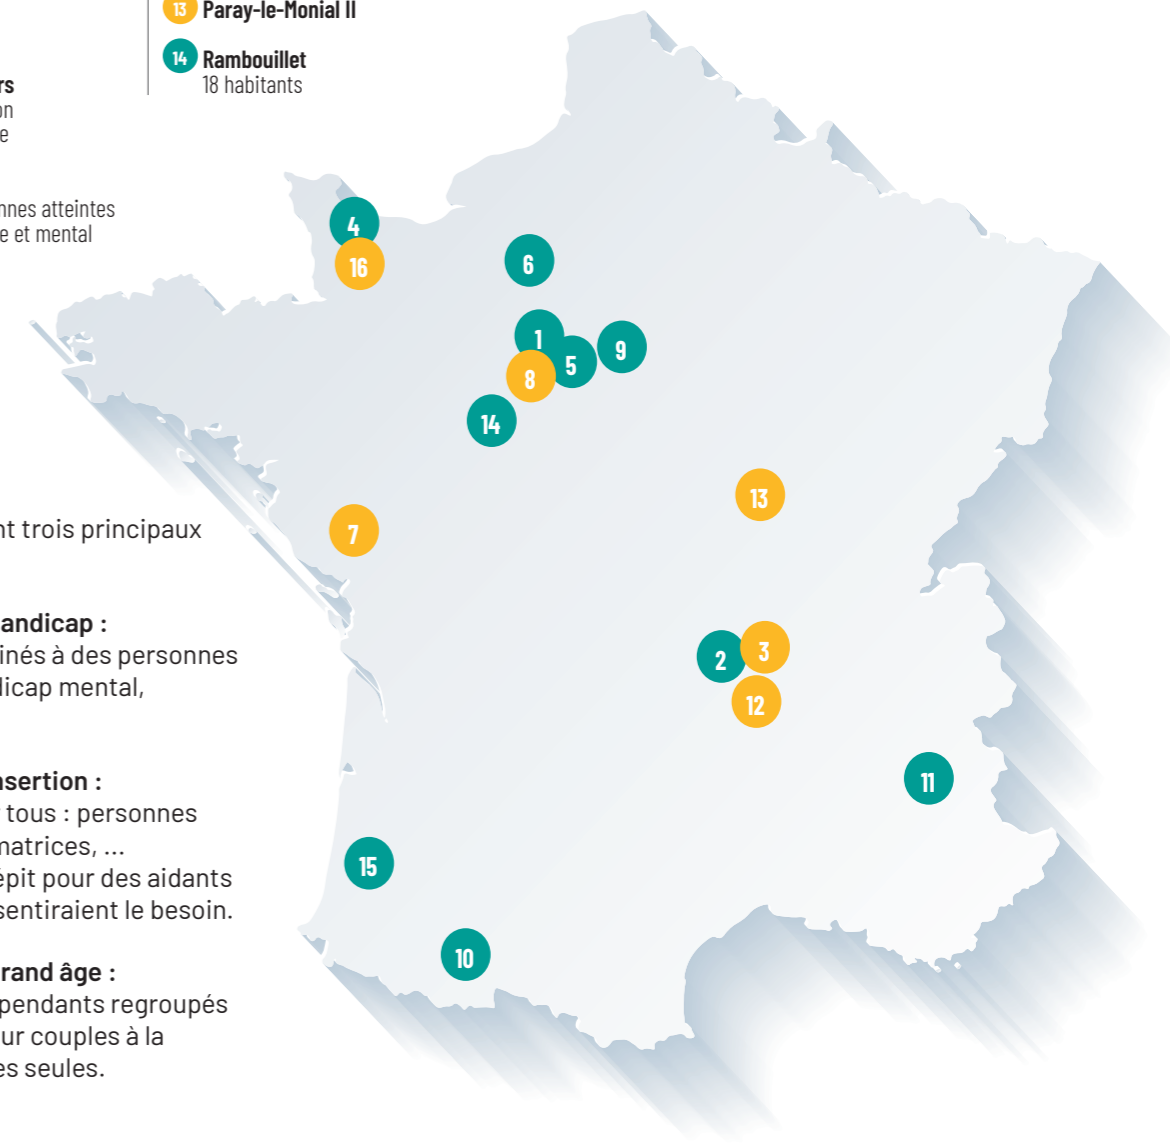 13 Paray-le-Monial II
14 Rambouillet
18 habitants
rs
on
e
nnes atteintes
e et mental
nt trois principaux
andicap :
inés à des personnes
dicap mental,
nsertion :
r tous : personnes
matrices, ...
épit pour des aidants
sentiraient le besoin.
rand âge :
pendants regroupés
ur couples à la
es seules.
4
16
6
1
5
9
8
14
13
7
2
3
12
11
15
10